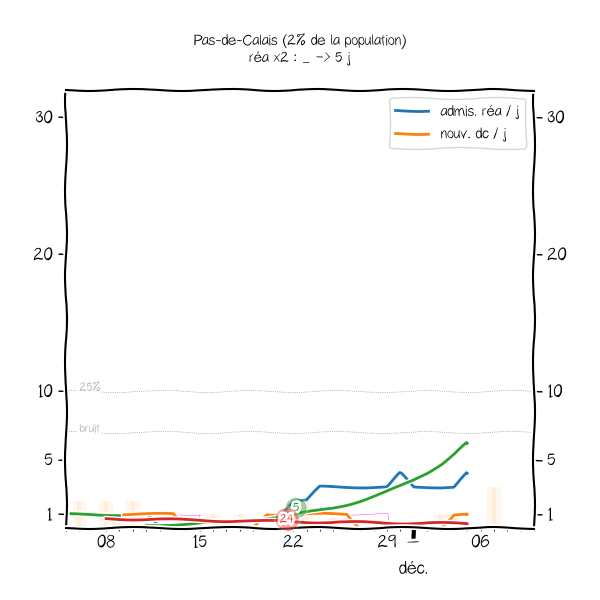 Pas-de-Calais (2% de la population)
réa x2 : _ -> 5 j
admis. réa / j
nouv. dc / j
30 30
20 20
25%
10 10
bruit
5 5
5
24
1 1
08 15 22 29 06
déc.